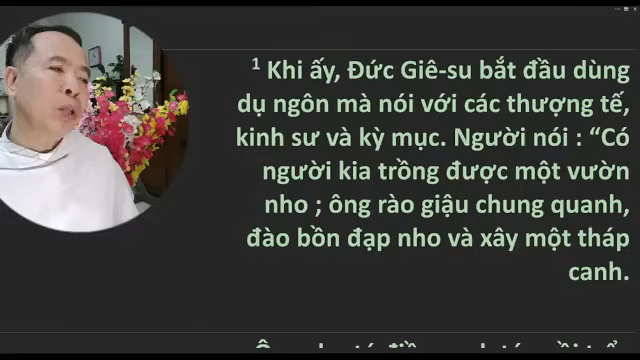 ¹ Khi ấy, Đức Giê-su bắt đầu dùng
dụ ngôn mà nói với các thượng tế,
kinh sư và kỳ mục. Người nói : “Có
người kia trồng được một vườn
nho ; ông rào giậu chung quanh,
đào bồn đạp nho và xây một tháp
canh.